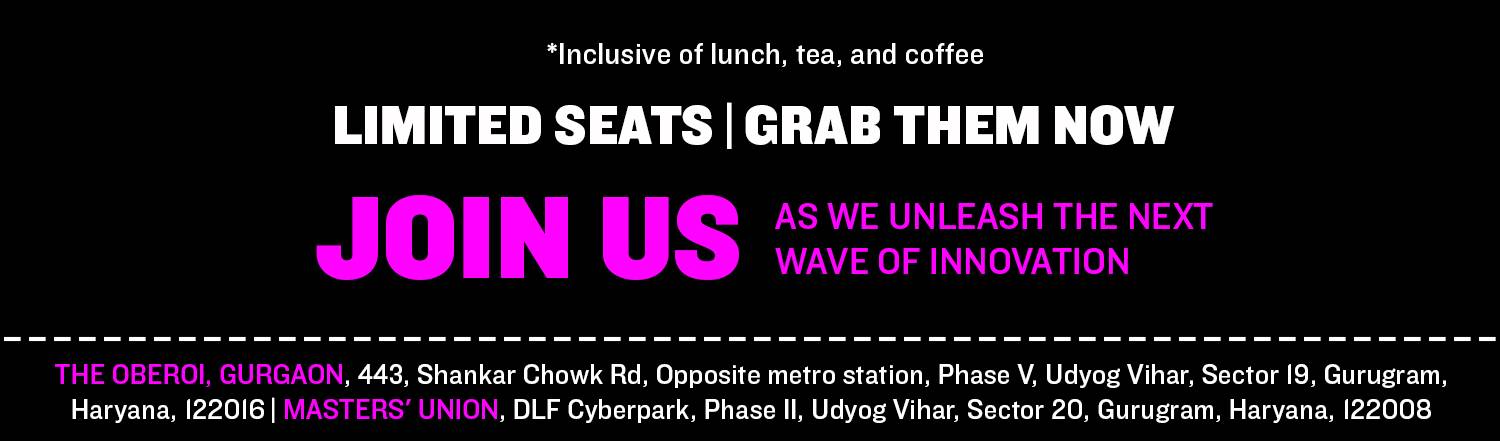 *Inclusive of lunch, tea, and coffee
LIMITED SEATS | GRAB THEM NOW
JOIN US AS WE UNLEASH THE NEXT
WAVE OF INNOVATION
THE OBEROI, GURGAON, 443, Shankar Chowk Rd, Opposite metro station, Phase V, Udyog Vihar, Sector 19, Gurugram,
Haryana, 122016 | MASTERS' UNION, DLF Cyberpark, Phase II, Udyog Vihar, Sector 20, Gurugram, Haryana, 122008